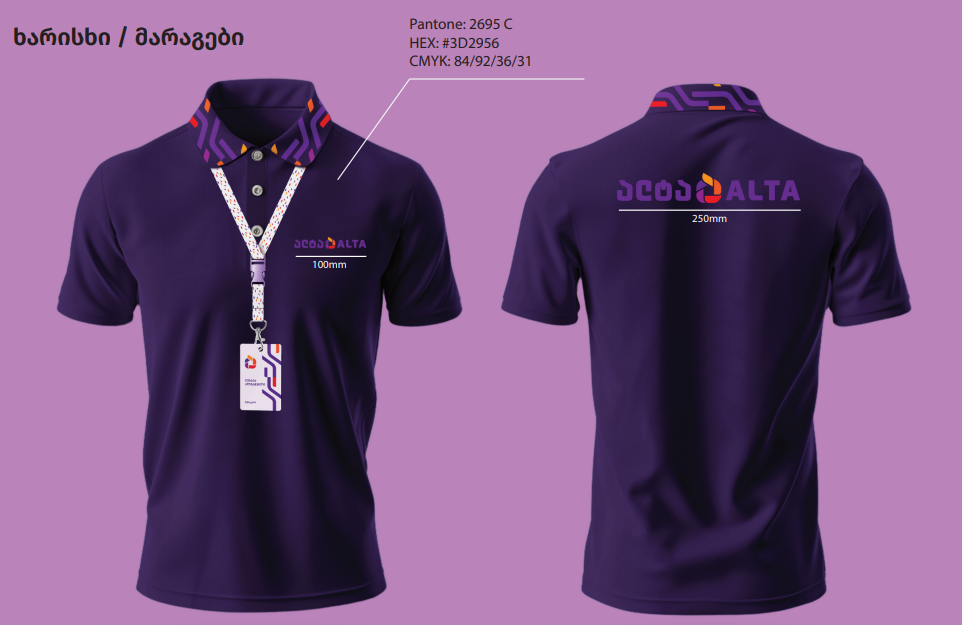 ხარისხი / მარაგები
Pantone: 2695 C
HEX: #3D2956
CMYK: 84/92/36/31
ალტა ALTA
100mm
ალტა ALTA
250mm